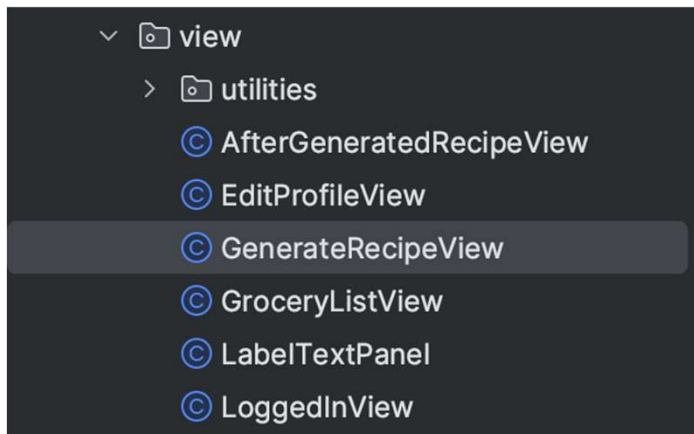 view
utilities
AfterGeneratedRecipeView
EditProfileView
GenerateRecipeView
GroceryListView
LabelTextPanel
LoggedInView